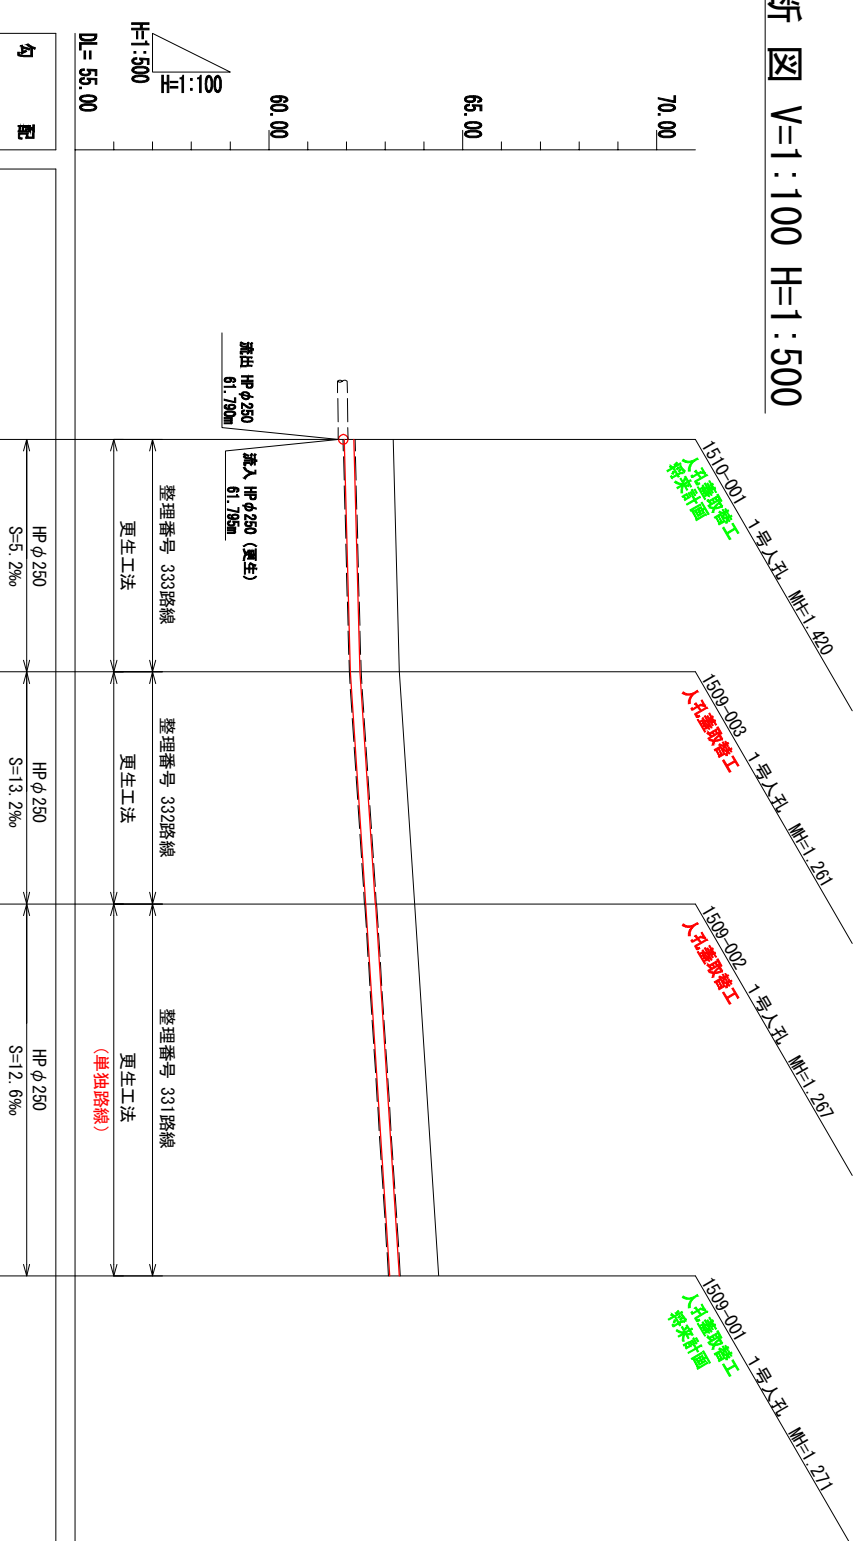 図 V=1:100 H=1:500
1510-001 1号人孔 MH=1.420
人孔蓋取替工
将来計画
1509-003 1号人孔 MH=1.261
人孔蓋取替工
1509-002 1号人孔 MH=1.267
人孔蓋取替工
1509-001 1号人孔 MH=1.271
人孔蓋取替工
将来計画
70.00
65.00
60.00
DL= 55.00
H=1:100
H=1:500
流出 HPφ250
61.790m
流入 HPφ250 (更生)
61.795m
整理番号 333路線
更生工法
整理番号 332路線
更生工法
整理番号 331路線
更生工法
(単独路線)
勾 配
HPφ250
S=5.2‰
HPφ250
S=13.2‰
HPφ250
S=12.6‰